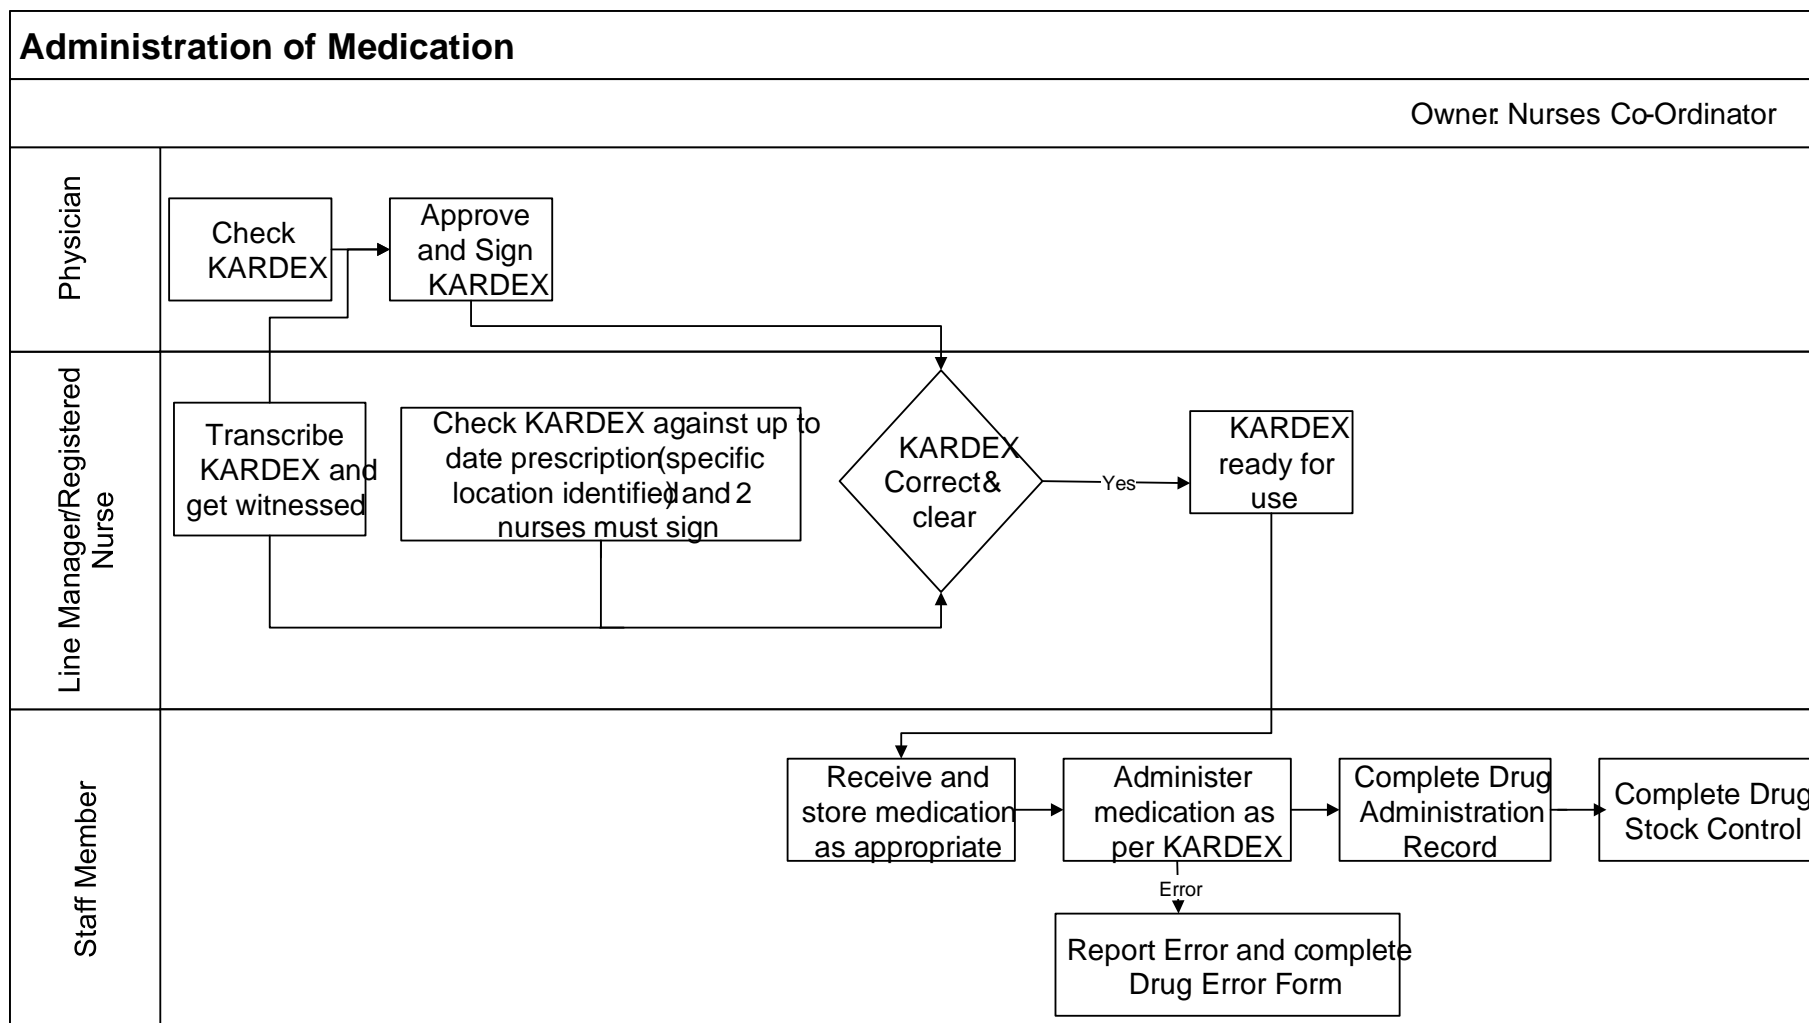 Administration of Medication
Owner: Nurses Co-Ordinator
Physician
Check
KARDEX
Approve
and Sign
KARDEX
Line Manager/Registered
Nurse
Transcribe
KARDEX and
get witnessed
Check KARDEX against up to
date prescription (specific
location identified) and 2
nurses must sign
KARDEX
Correct &
clear
Yes
KARDEX
ready for
use
Staff Member
Receive and
store medication
as appropriate
Administer
medication as
per KARDEX
Complete Drug
Administration
Record
Complete Drug
Stock Control
Error
Report Error and complete
Drug Error Form